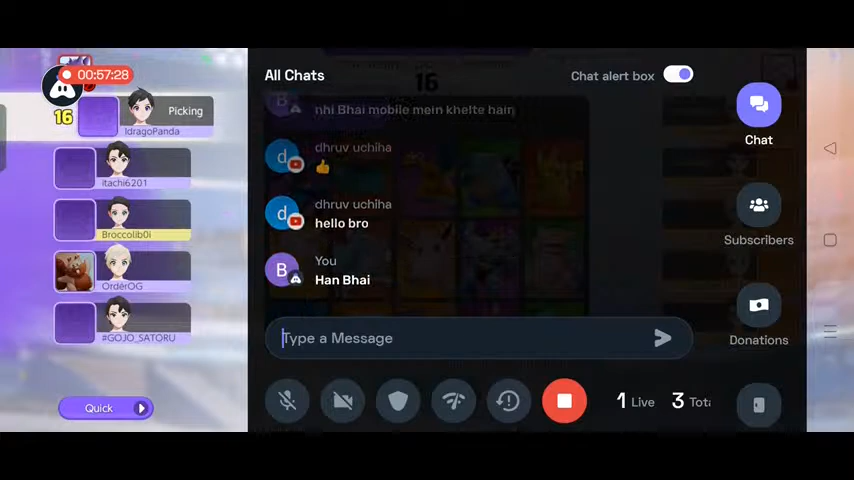 00:57:28
16
Picking
IdragoPanda
itachi6201
Broccolib0i
OrdérOG
#GOJO_SATORU
Quick
All Chats
16
Chat alert box
B
nhi Bhai mobile mein khelte hain
d
dhruv uchiha
👍
d
dhruv uchiha
hello bro
B
You
Han Bhai
Type a Message
1 Live
3
Chat
Subscribers
Donations